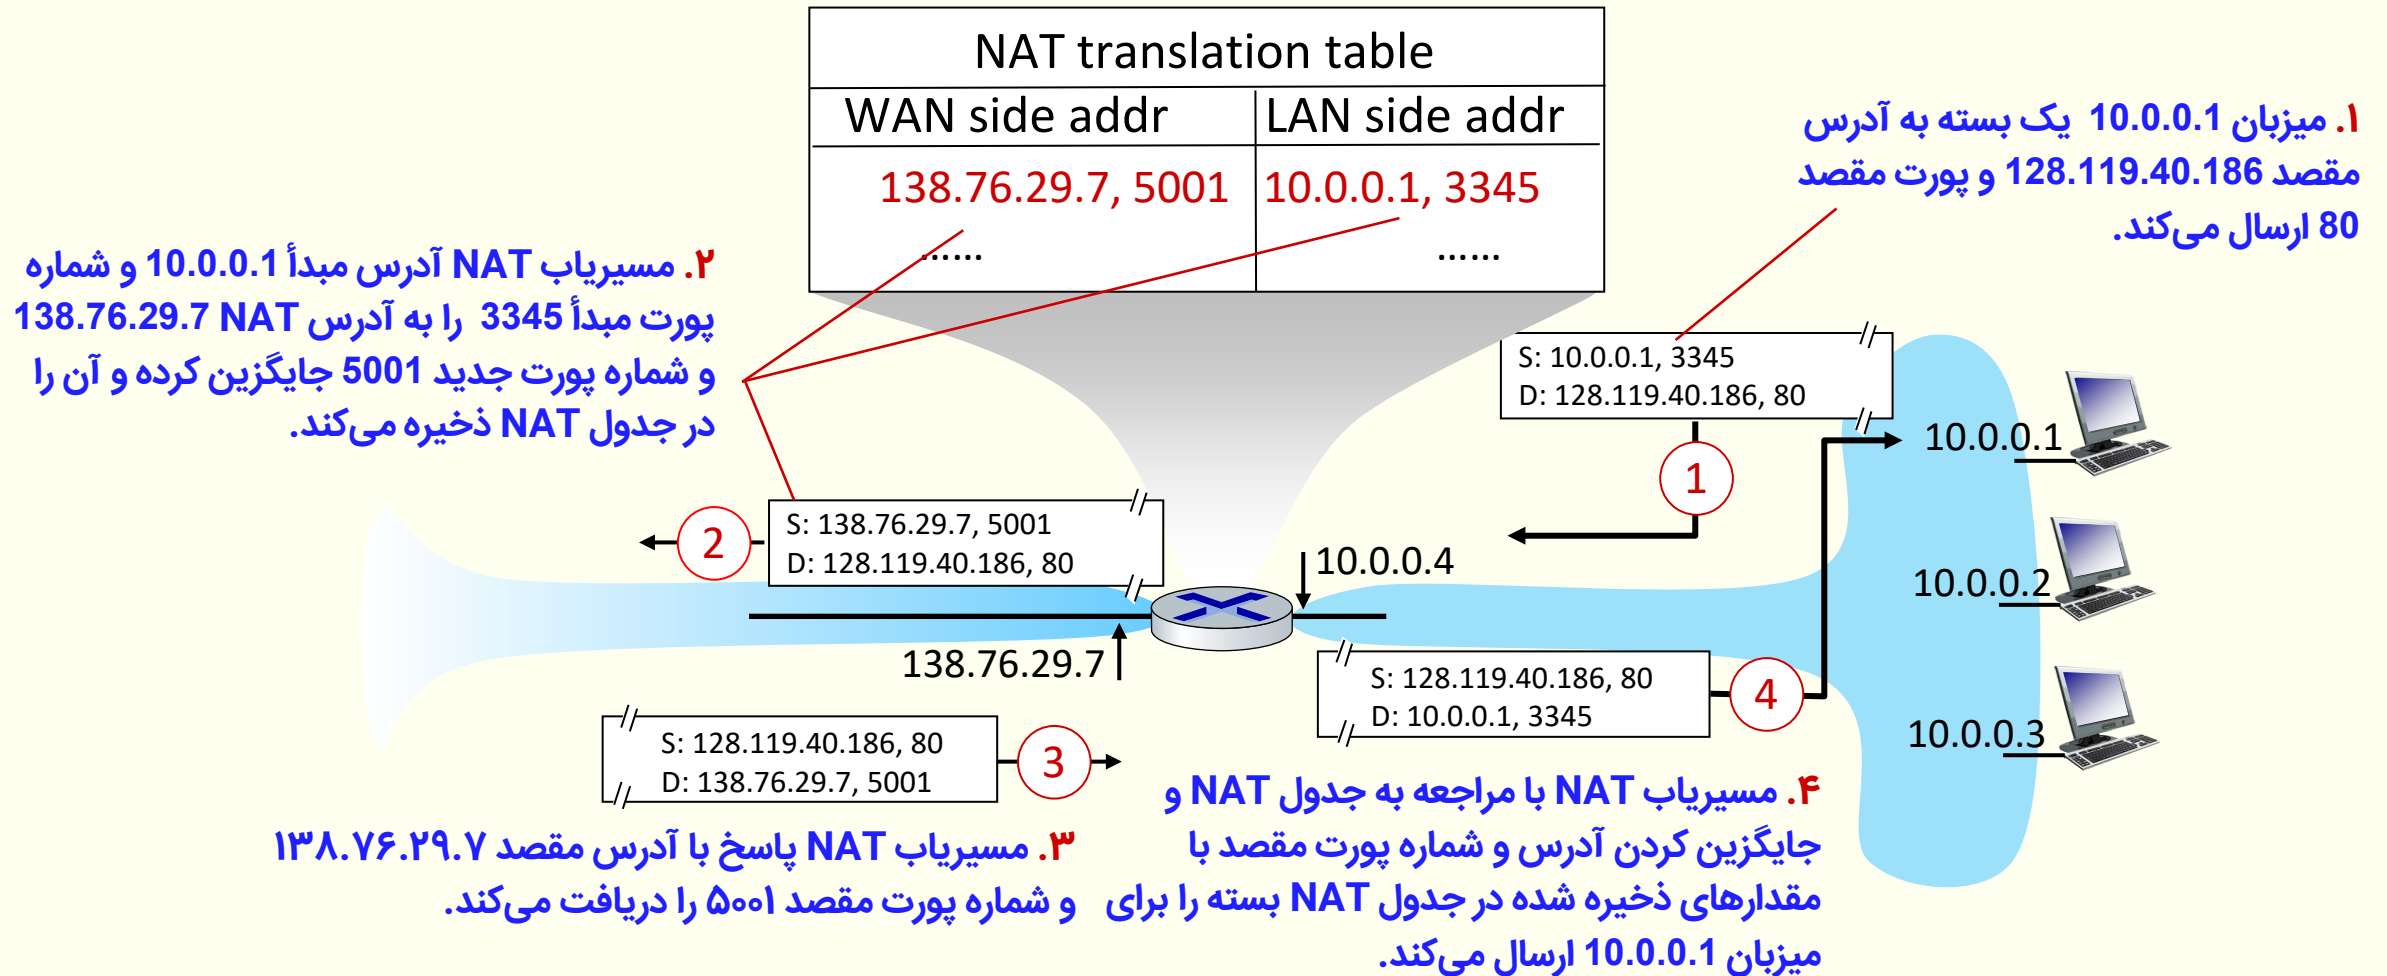 NAT translation table
WAN side addr
LAN side addr
138.76.29.7, 5001
10.0.0.1, 3345
......
......
۱. میزبان 10.0.0.1 یک بسته به آدرس
مقصد 128.119.40.186 و پورت مقصد
80 ارسال می‌کند.
۲. مسیریاب NAT آدرس مبدأ 10.0.0.1 و شماره
پورت مبدأ 3345 را به آدرس NAT 138.76.29.7
و شماره پورت جدید 5001 جایگزین کرده و آن را
در جدول NAT ذخیره می‌کند.
S: 10.0.0.1, 3345
D: 128.119.40.186, 80
1
10.0.0.1
S: 138.76.29.7, 5001
D: 128.119.40.186, 80
2
10.0.0.4
10.0.0.2
138.76.29.7
S: 128.119.40.186, 80
D: 10.0.0.1, 3345
4
10.0.0.3
S: 128.119.40.186, 80
D: 138.76.29.7, 5001
3
۳. مسیریاب NAT پاسخ با آدرس مقصد ۱۳۸.۷۶.۲۹.۷
و شماره پورت مقصد ۵۰۰۱ را دریافت می‌کند.
۴. مسیریاب NAT با مراجعه به جدول NAT و
جایگزین کردن آدرس و شماره پورت مقصد با
مقدارهای ذخیره شده در جدول NAT بسته را برای
میزبان 10.0.0.1 ارسال می‌کند.